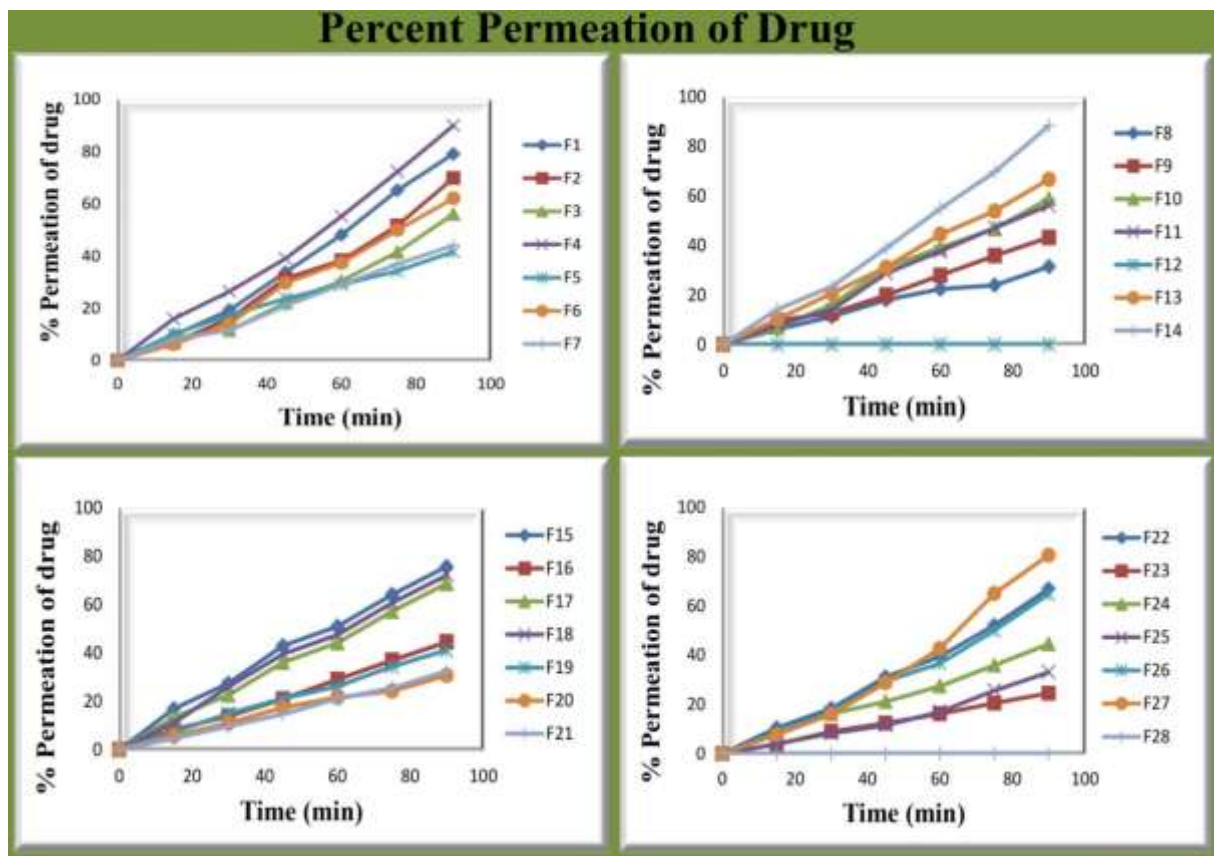 Percent Permeation of Drug
% Permeation of drug
100
80
60
40
20
0
0 20 40 60 80 100
Time (min)
F1
F2
F3
F4
F5
F6
F7
% Permeation of drug
100
80
60
40
20
0
0 20 40 60 80 100
Time (min)
F8
F9
F10
F11
F12
F13
F14
% Permeation of drug
100
80
60
40
20
0
0 20 40 60 80 100
Time (min)
F15
F16
F17
F18
F19
F20
F21
% Permeation of drug
100
80
60
40
20
0
0 20 40 60 80 100
Time (min)
F22
F23
F24
F25
F26
F27
F28